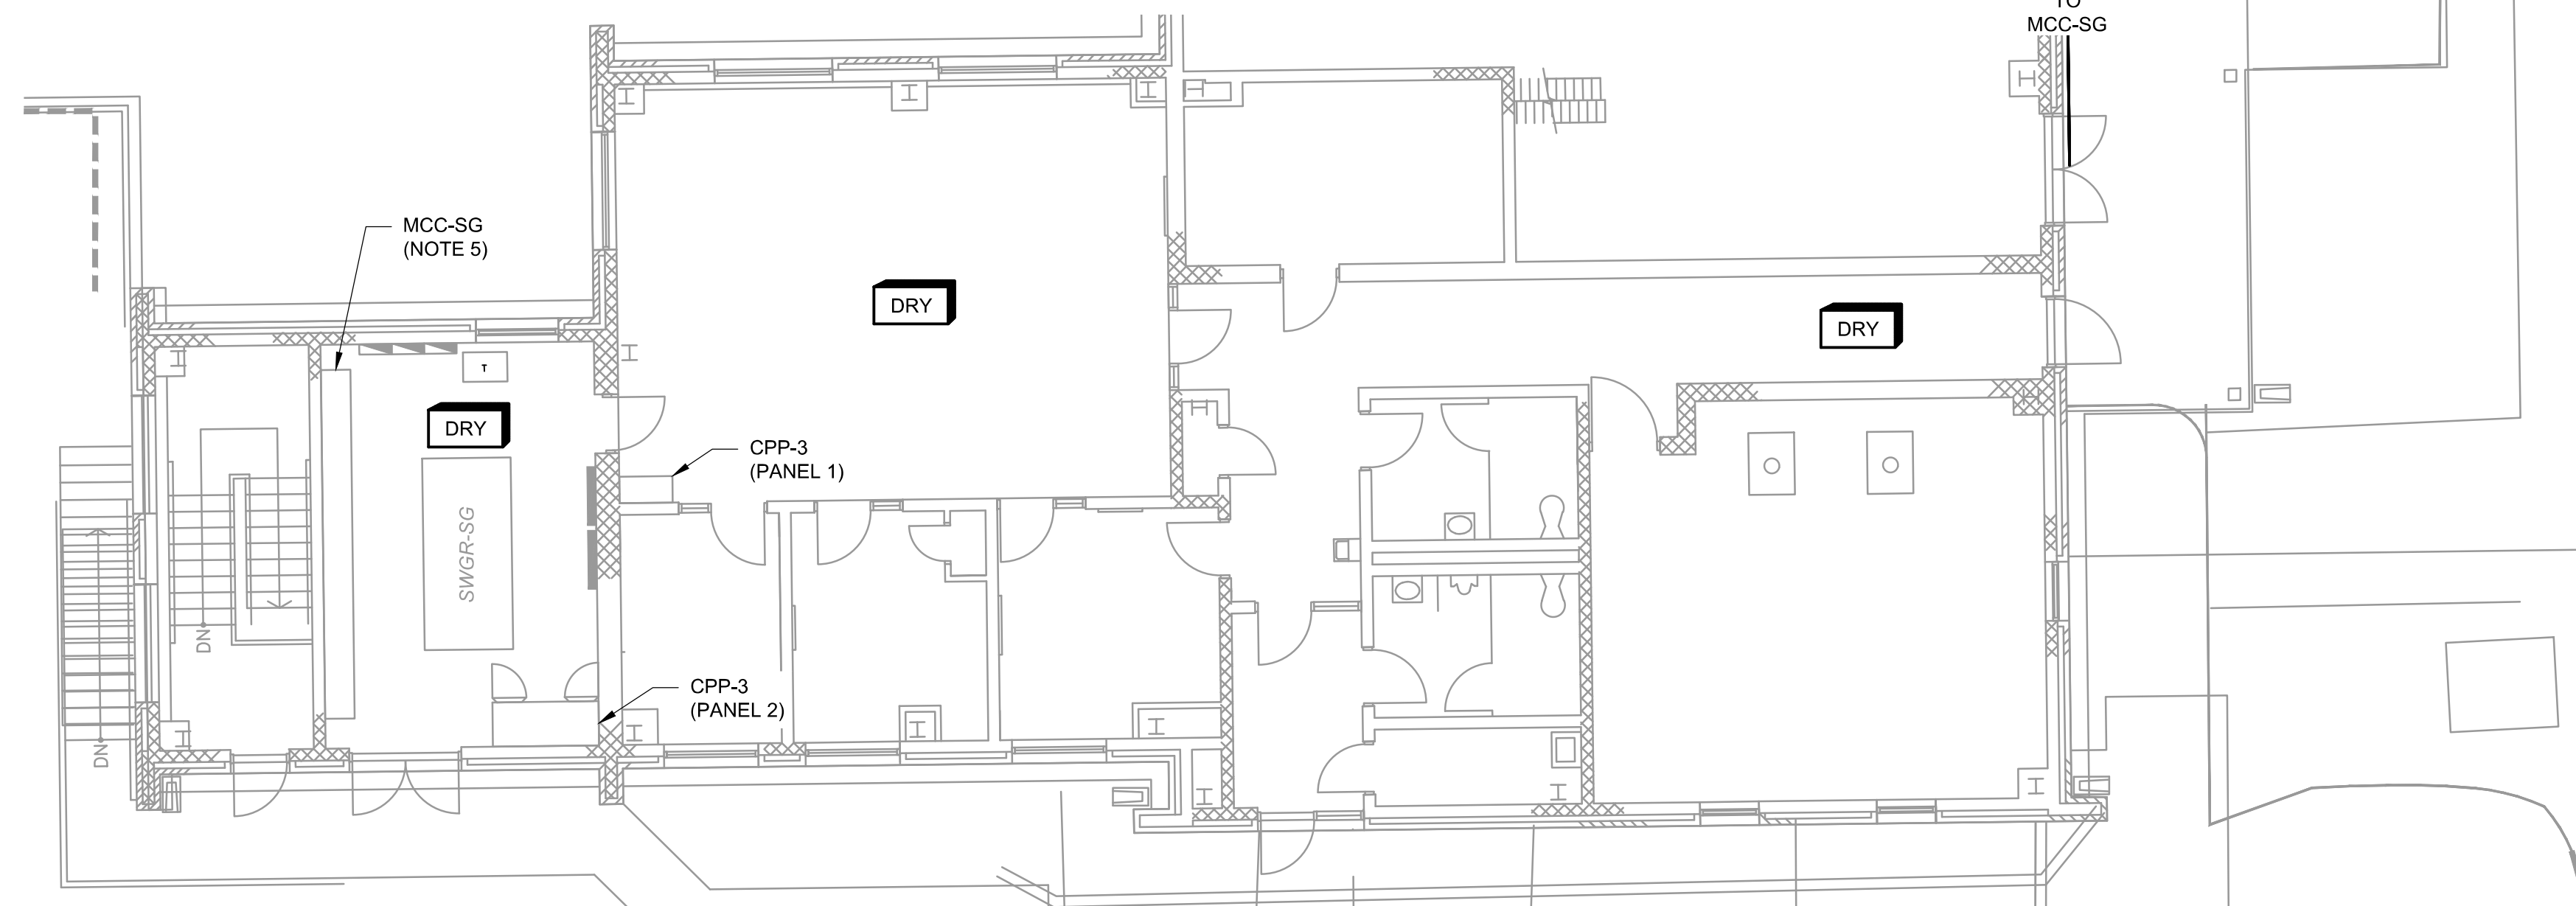 TO
MCC-SG
MCC-SG
(NOTE 5)
DRY
DRY
T
DRY
CPP-3
(PANEL 1)
SWGR-SG
DN
CPP-3
(PANEL 2)
DN